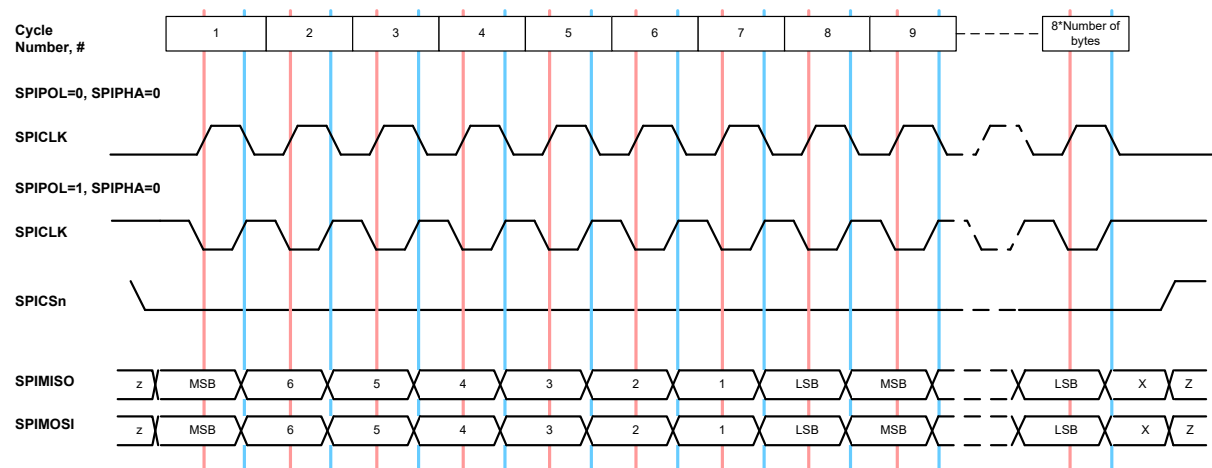 Cycle
Number, #
1 2 3 4 5 6 7 8 9
8*Number of
bytes
SPIPOL=0, SPIPHA=0
SPICLK
SPIPOL=1, SPIPHA=0
SPICLK
SPICSn
SPIMISO z MSB 6 5 4 3 2 1 LSB MSB LSB X Z
SPIMOSI z MSB 6 5 4 3 2 1 LSB MSB LSB X Z